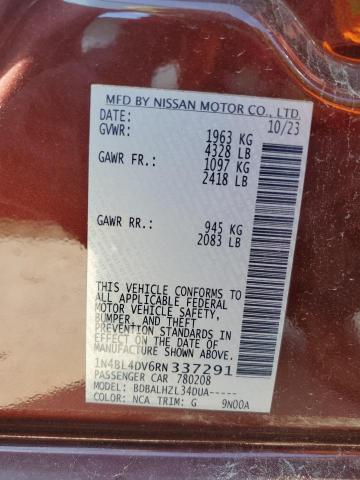 MFD BY NISSAN MOTOR CO., LTD.
DATE: 10/23
GVWR: 1963 KG
4328 LB
GAWR FR.: 1097 KG
2418 LB
GAWR RR.: 945 KG
2083 LB
THIS VEHICLE CONFORMS TO
ALL APPLICABLE FEDERAL
MOTOR VEHICLE SAFETY,
BUMPER, AND THEFT
PREVENTION STANDARDS IN
EFFECT ON THE DATE OF
MANUFACTURE SHOWN ABOVE.
1N4BL4DV6RN337291
PASSENGER CAR 780208
MODEL: BDBALHZL34DUA-----
COLOR: NCA TRIM: G 9N00A